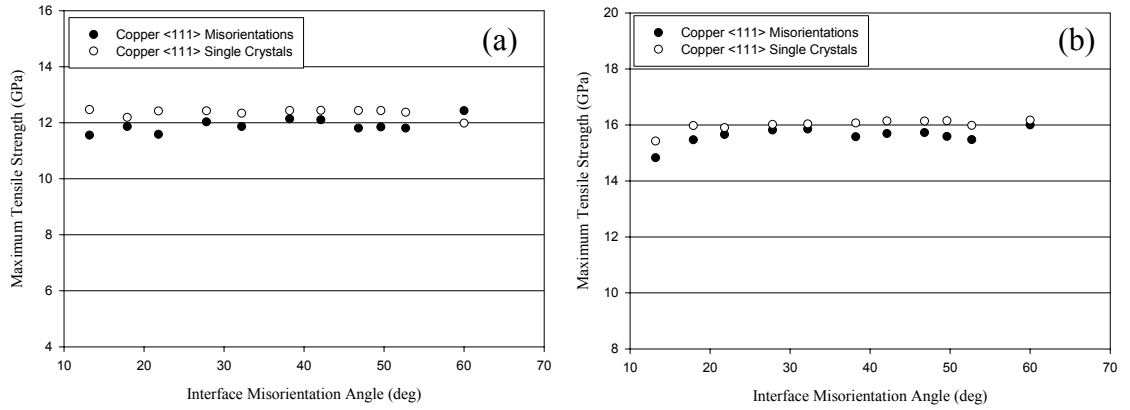 Copper <111> Misorientations
Copper <111> Single Crystals
(a)
Maximum Tensile Strength (GPa)
16
14
12
10
8
6
4
10 20 30 40 50 60 70
Interface Misorientation Angle (deg)
Copper <111> Misorientations
Copper <111> Single Crystals
(b)
Maximum Tensile Strength (GPa)
20
18
16
14
12
10
8
10 20 30 40 50 60 70
Interface Misorientation Angle (deg)